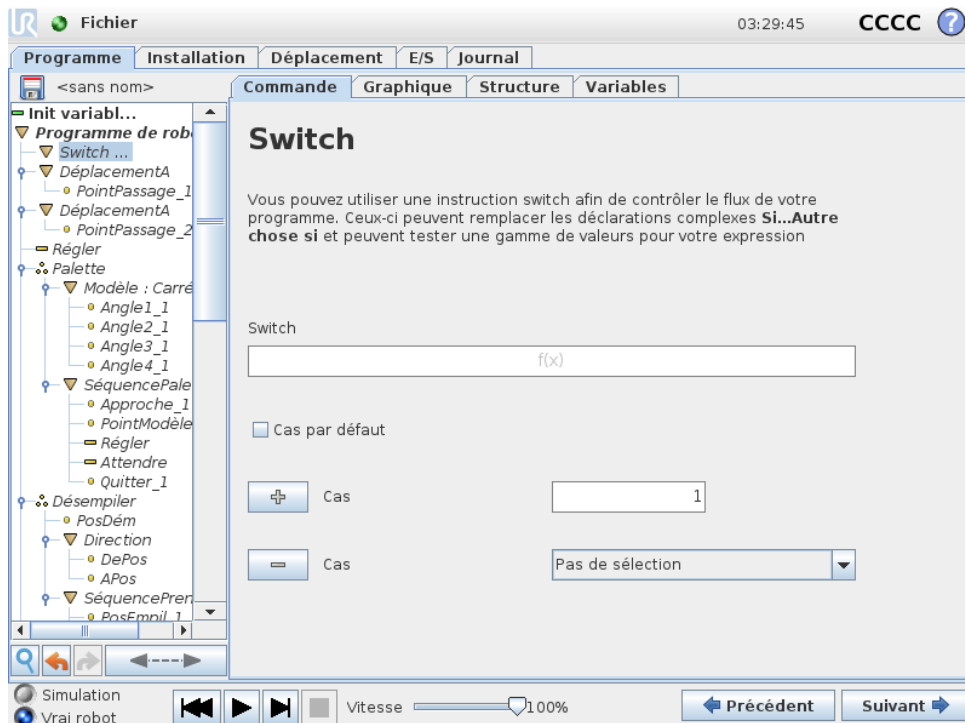 UR Fichier 03:29:45 CCCC ?
Programme Installation Déplacement E/S Journal
<sans nom>
Commande Graphique Structure Variables
Init variabl...
Programme de rob
Switch ...
DéplacementA
PointPassage_1
DéplacementA
PointPassage_2
Régler
Palette
Modèle : Carré
Angle1_1
Angle2_1
Angle3_1
Angle4_1
SéquencePale
Approche_1
PointModèle
Régler
Attendre
Quitter_1
Désempiler
PosDém
Direction
DePos
APos
SéquencePren
PosEmpil_1
Switch
Vous pouvez utiliser une instruction switch afin de contrôler le flux de votre
programme. Ceux-ci peuvent remplacer les déclarations complexes Si...Autre
chose si et peuvent tester une gamme de valeurs pour votre expression
Switch
f(x)
Cas par défaut
Cas 1
Cas Pas de sélection
Simulation
Vrai robot
Vitesse 100%
Précédent Suivant